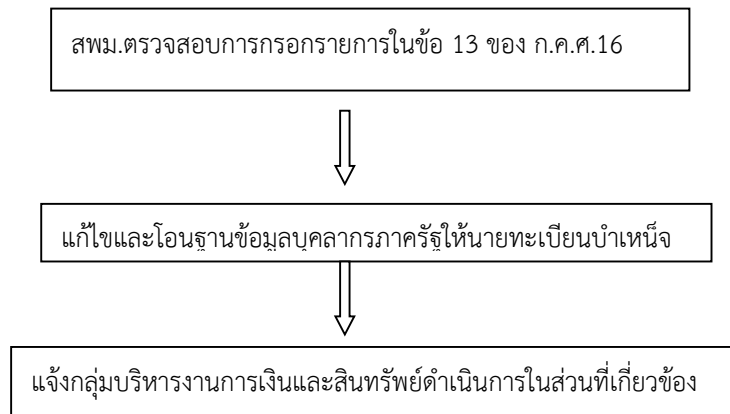 สพม.ตรวจสอบการกรอกรายการในข้อ 13 ของ ก.ค.ศ.16
แก้ไขและโอนฐานข้อมูลบุคลากรภาครัฐให้นายทะเบียนบำเหน็จ
แจ้งกลุ่มบริหารงานการเงินและสินทรัพย์ดำเนินการในส่วนที่เกี่ยวข้อง